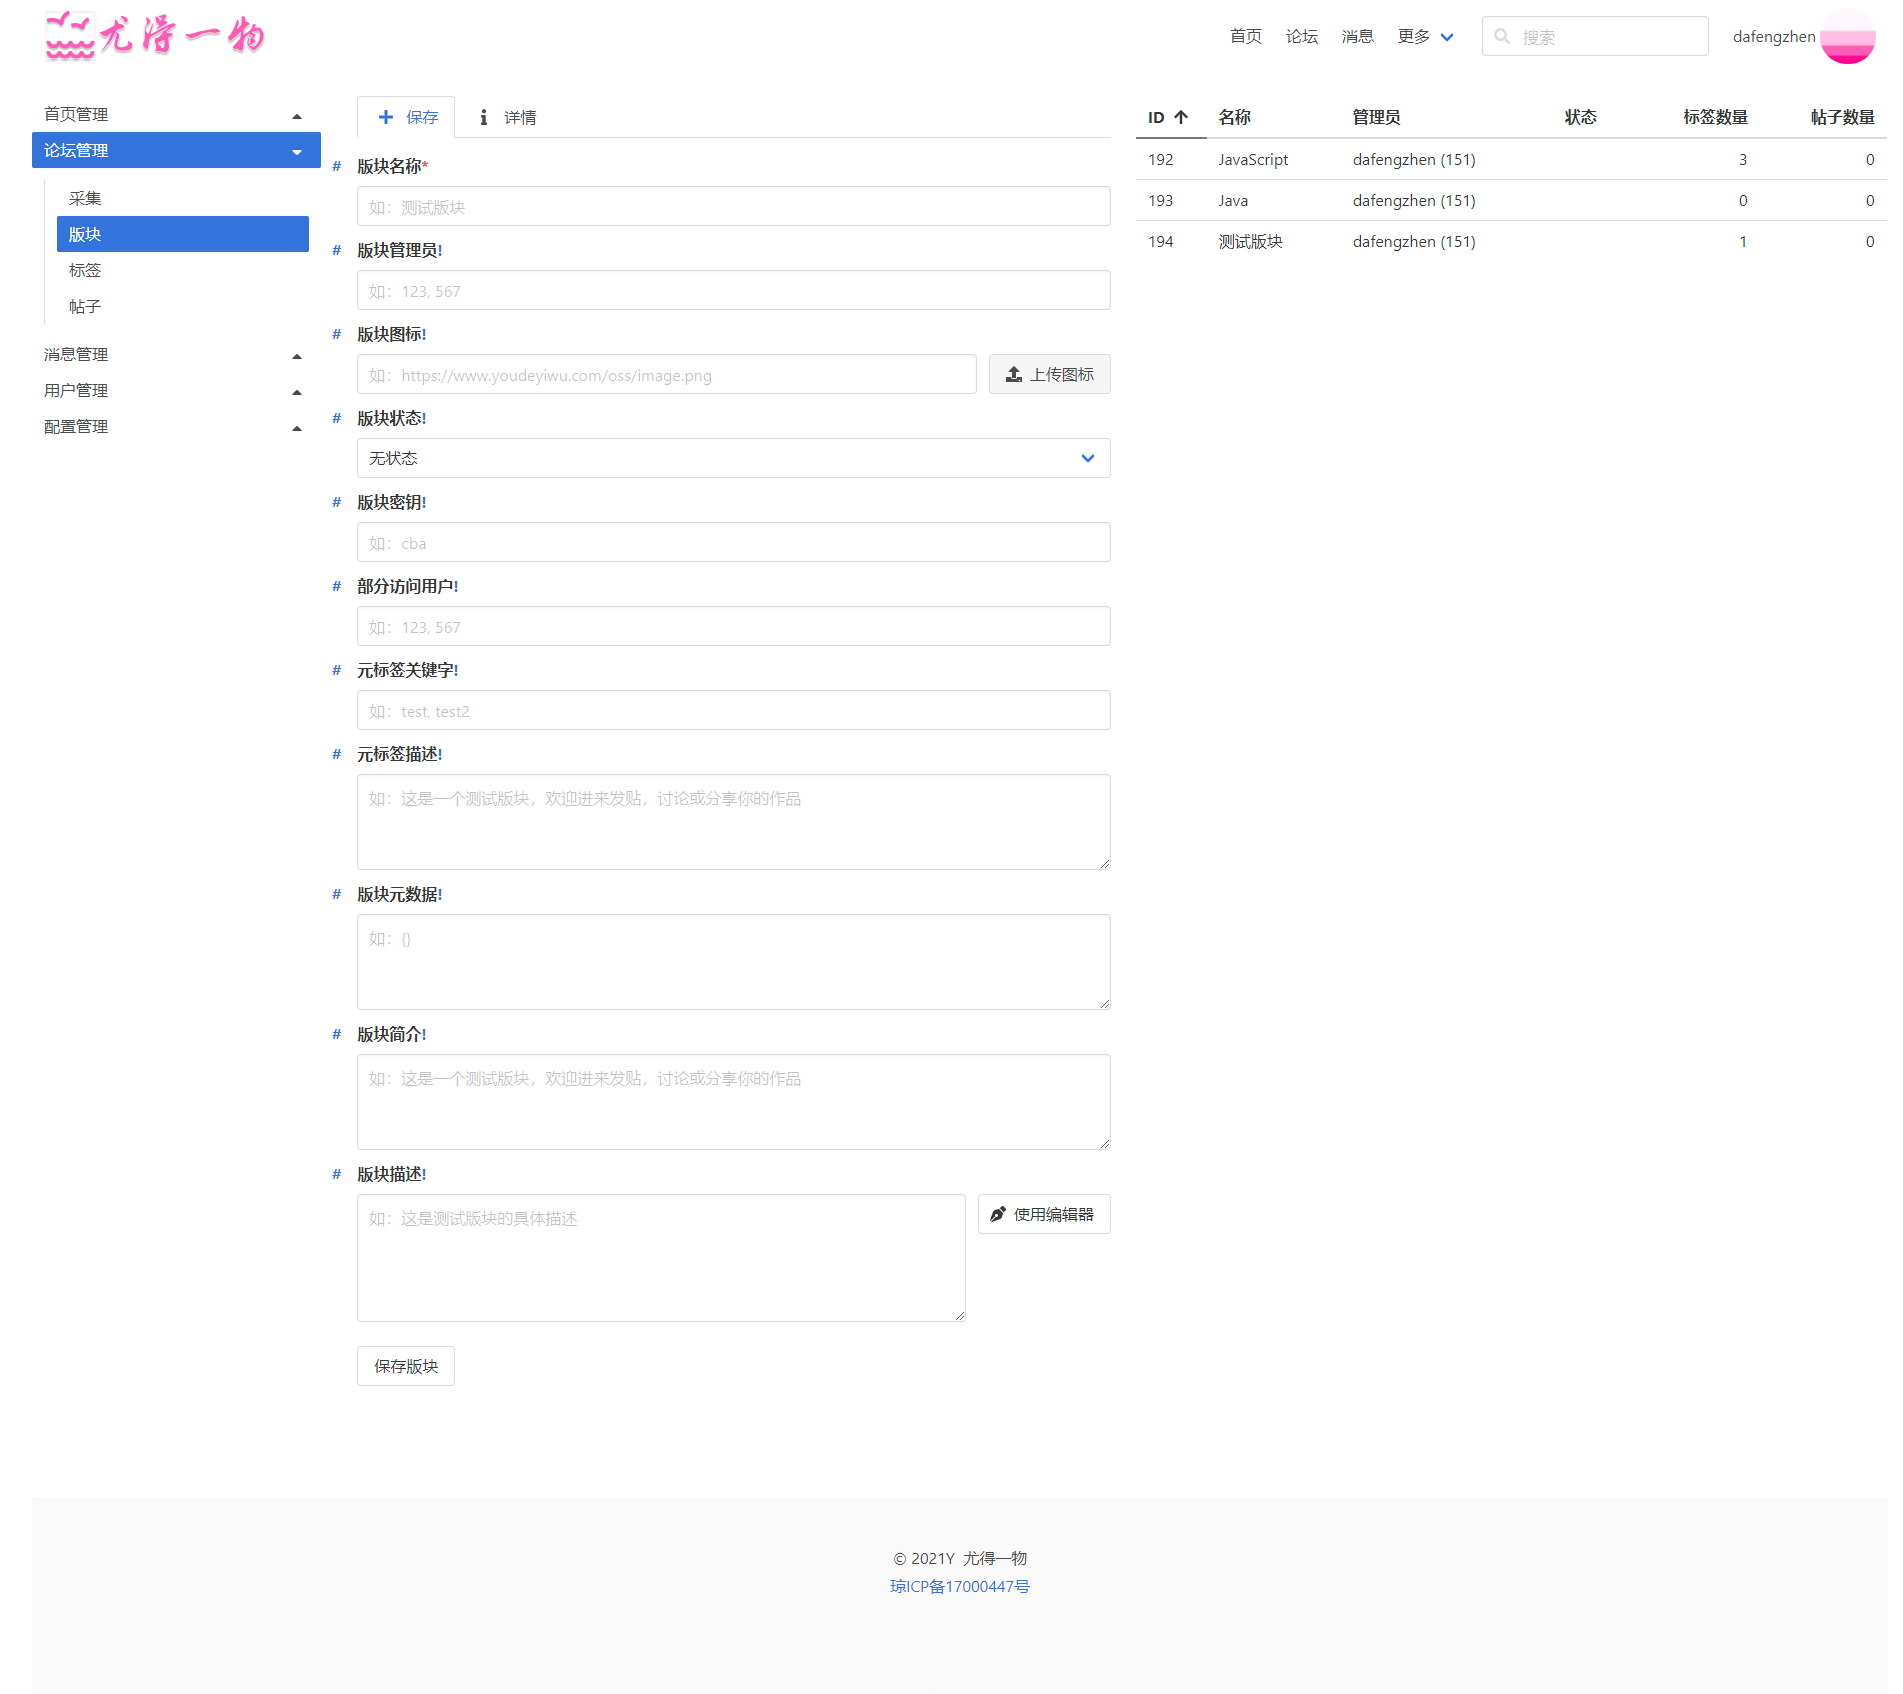 尤得一物
首页
论坛
消息
更多
搜索
dafengzhen
首页管理
论坛管理
采集
版块
标签
帖子
消息管理
用户管理
配置管理
保存
详情
# 版块名称*
如：测试版块
# 版块管理员!
如：123, 567
# 版块图标!
如：https://www.youdeyiwu.com/oss/image.png
上传图标
# 版块状态!
无状态
# 版块密钥!
如：cba
# 部分访问用户!
如：123, 567
# 元标签关键字!
如：test, test2
# 元标签描述!
如：这是一个测试版块，欢迎进来发贴，讨论或分享你的作品
# 版块元数据!
如：{}
# 版块简介!
如：这是一个测试版块，欢迎进来发贴，讨论或分享你的作品
# 版块描述!
如：这是测试版块的具体描述
使用编辑器
保存版块
ID 名称 管理员 状态 标签数量 帖子数量
192 JavaScript dafengzhen (151) 3 0
193 Java dafengzhen (151) 0 0
194 测试版块 dafengzhen (151) 1 0
© 2021Y 尤得一物
琼ICP备17000447号